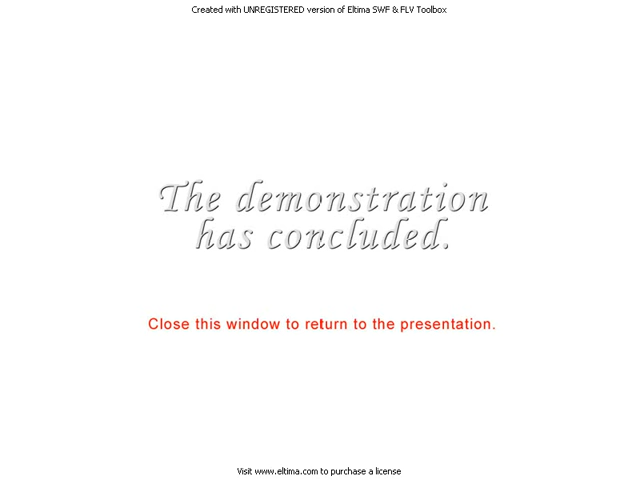 Created with UNREGISTERED version of Eltima SWF & FLV Toolbox
The demonstration
has concluded.
Close this window to return to the presentation.
Visit www.eltima.com to purchase a license